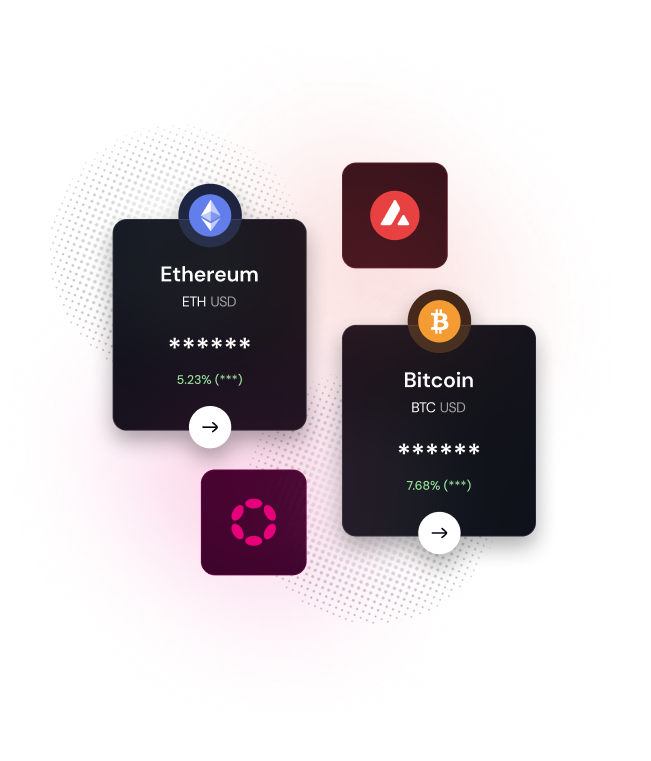 Ethereum
ETH USD
******
5.23% (***)
Bitcoin
BTC USD
******
7.68% (***)